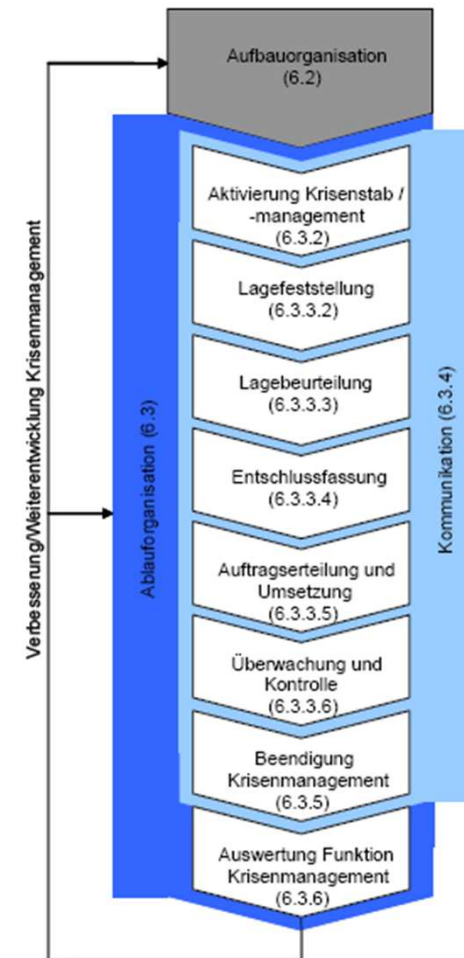 Aufbauorganisation
(6.2)
Aktivierung Krisenstab /
-management
(6.3.2)
Lagefeststellung
(6.3.3.2)
Lagebeurteilung
(6.3.3.3)
Entschlussfassung
(6.3.3.4)
Auftragserteilung und
Umsetzung
(6.3.3.5)
Überwachung und
Kontrolle
(6.3.3.6)
Beendigung
Krisenmanagement
(6.3.5)
Auswertung Funktion
Krisenmanagement
(6.3.6)
Verbesserung/Weiterentwicklung Krisenmanagement
Ablauforganisation (6.3)
Kommunikation (6.3.4)